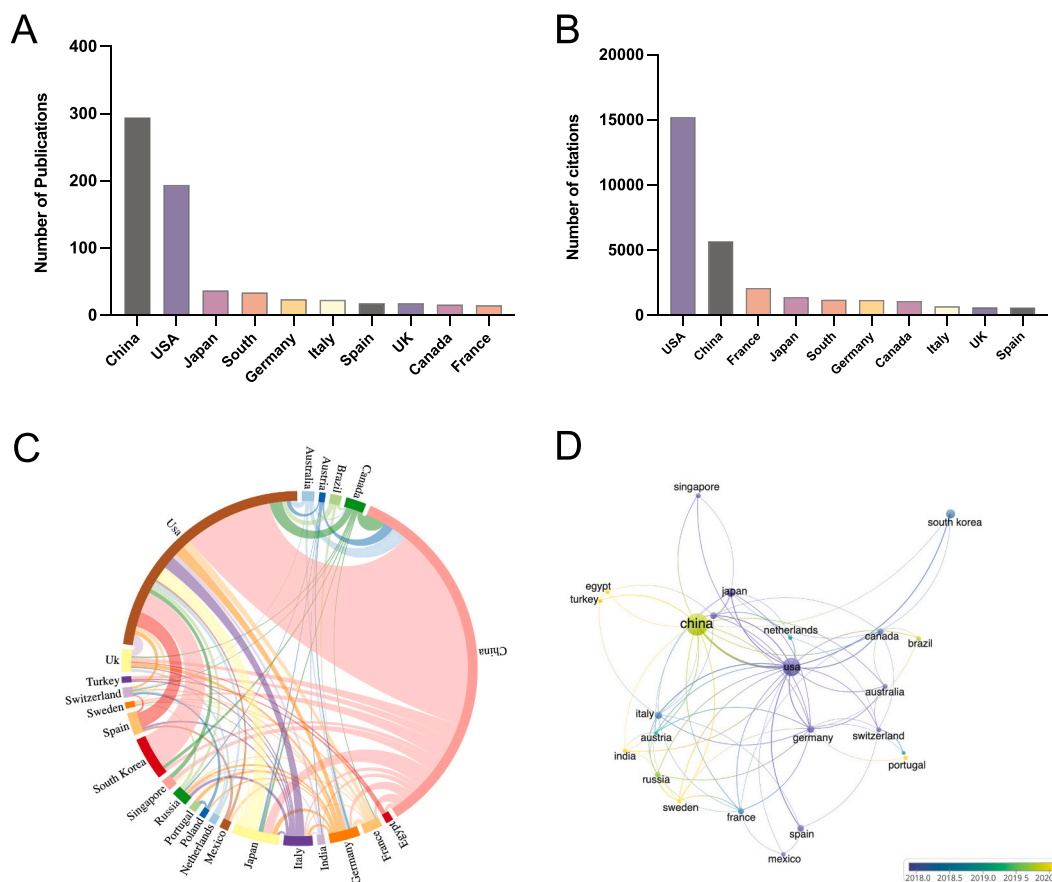 A
400
300
200
100
0
Number of Publications
China
USA
Japan
South
Germany
Italy
Spain
UK
Canada
France
B
20000
15000
10000
5000
0
Number of citations
USA
China
France
Japan
South
Germany
Canada
Italy
UK
Spain
C
Australia
Austria
Brazil
Canada
China
Egypt
France
Germany
India
Italy
Japan
Mexico
Netherlands
Poland
Portugal
Russia
Singapore
South Korea
Spain
Sweden
Switzerland
Turkey
Uk
Usa
D
singapore
south korea
egypt
turkey
japan
china
netherlands
canada
brazil
usa
australia
italy
austria
germany
switzerland
india
portugal
russia
sweden
france
spain
mexico
2018.0 2018.5 2019.0 2019.5 2020